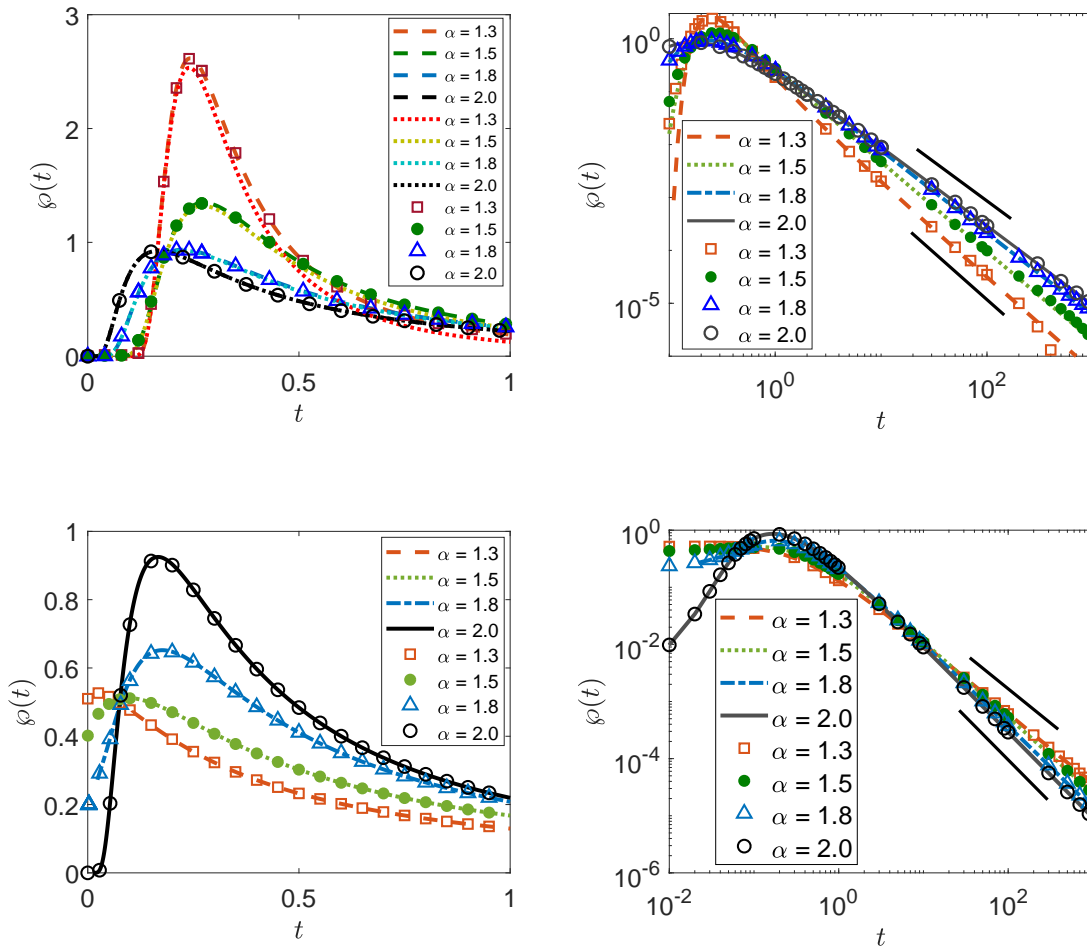 3
2
1
0
0
0.5
1
℘(t)
t
α = 1.3
α = 1.5
α = 1.8
α = 2.0
α = 1.3
α = 1.5
α = 1.8
α = 2.0
α = 1.3
α = 1.5
α = 1.8
α = 2.0
10^0
10^-5
10^0
10^2
℘(t)
t
α = 1.3
α = 1.5
α = 1.8
α = 2.0
α = 1.3
α = 1.5
α = 1.8
α = 2.0
1
0.8
0.6
0.4
0.2
0
0
0.5
1
℘(t)
t
α = 1.3
α = 1.5
α = 1.8
α = 2.0
α = 1.3
α = 1.5
α = 1.8
α = 2.0
10^0
10^-2
10^-4
10^-6
10^-2
10^0
10^2
℘(t)
t
α = 1.3
α = 1.5
α = 1.8
α = 2.0
α = 1.3
α = 1.5
α = 1.8
α = 2.0